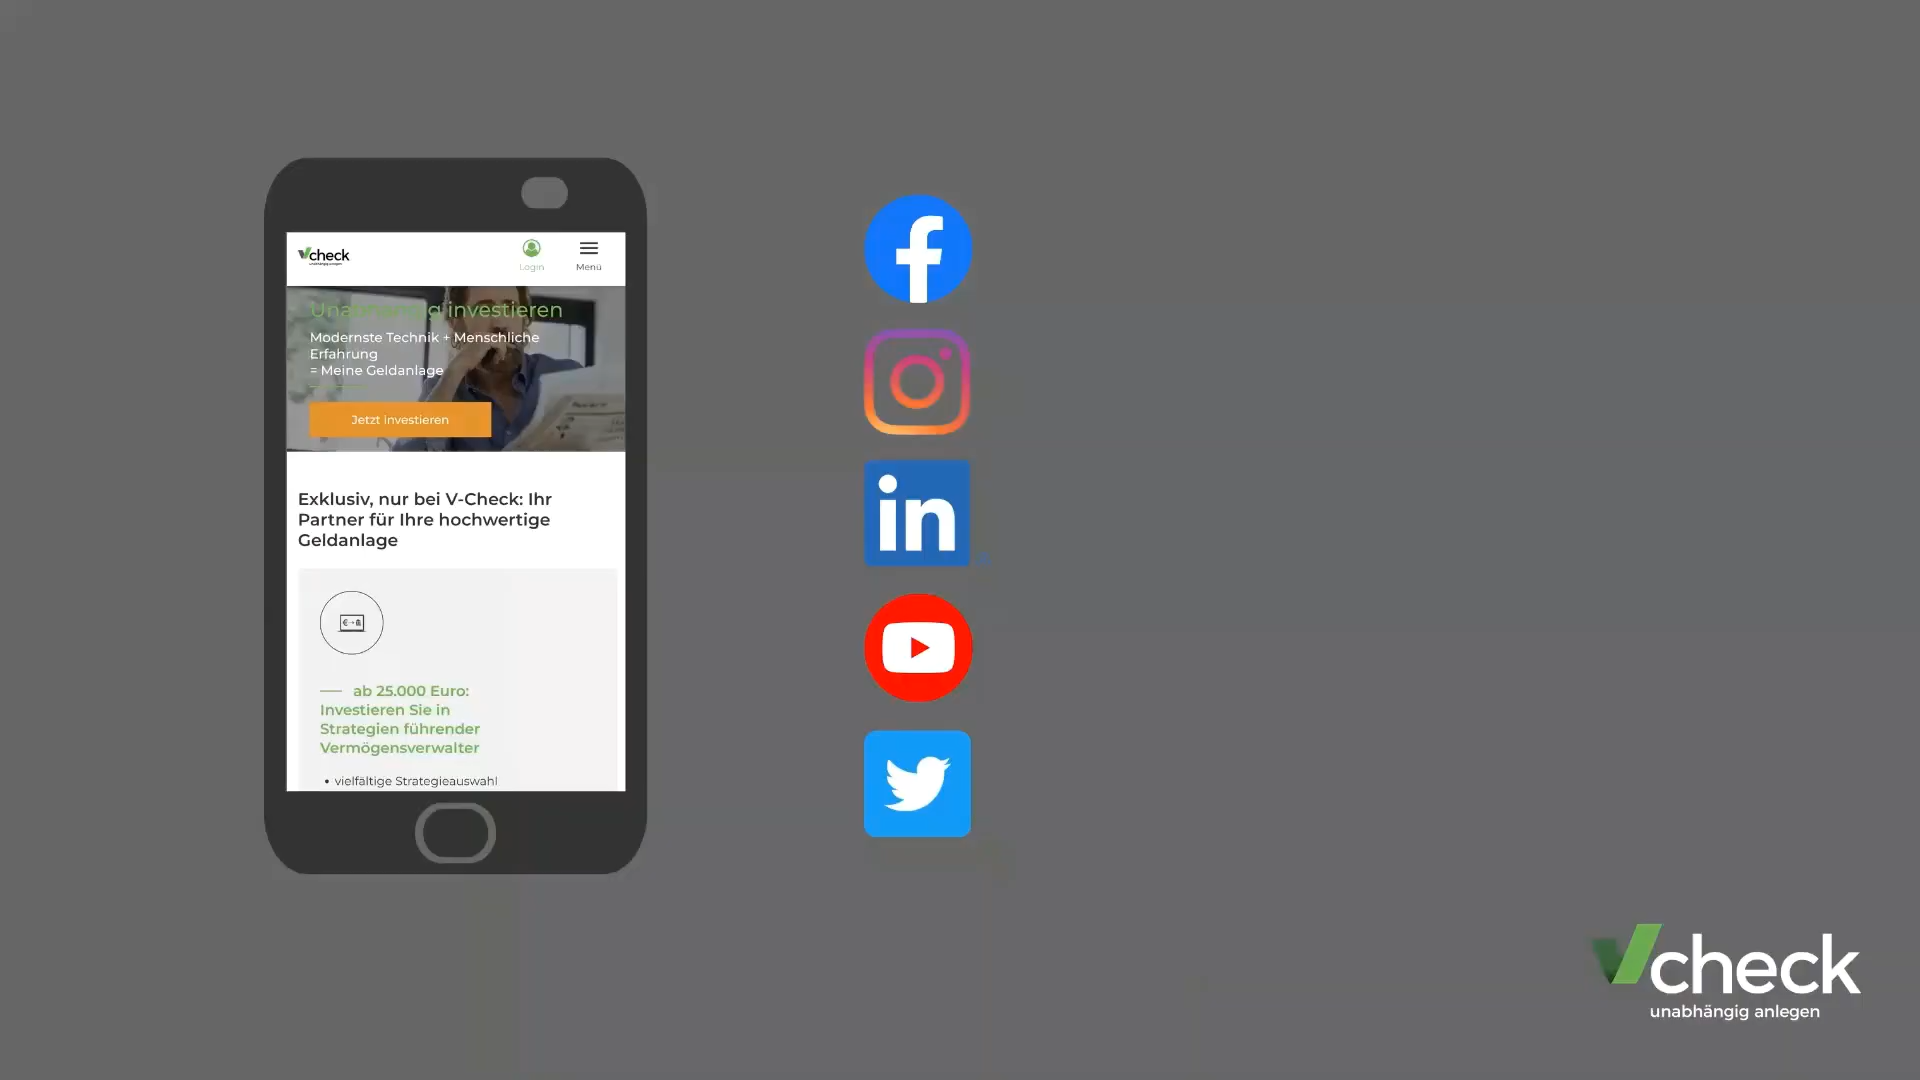 Vcheck
Login
Menü
Unabhängig investieren
Modernste Technik + Menschliche
Erfahrung
= Meine Geldanlage
Jetzt investieren
Exklusiv, nur bei V-Check: Ihr
Partner für Ihre hochwertige
Geldanlage
ab 25.000 Euro:
Investieren Sie in
Strategien führender
Vermögensverwalter
• vielfältige Strategieauswahl
in
Vcheck
unabhängig anlegen